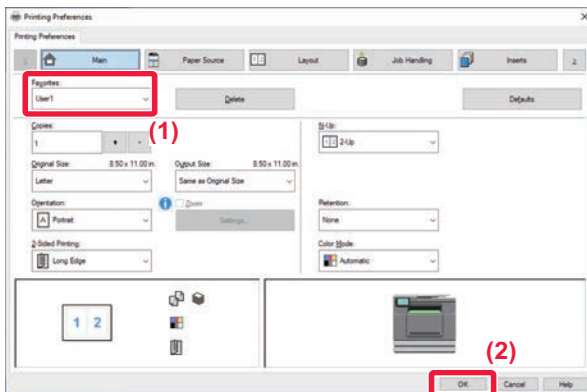 Printing Preferences
Printing Preferences
Main Paper Source Layout Job Handling Inserts
Favorites:
User1 Delete Defaults
(1)
Copies: N-Up:
1 + - 2-Up
Original Size: 8.50 x 11.00 in. Output Size: 8.50 x 11.00 in.
Letter Same as Original Size
Orientation: Zoom Retention:
Portrait Settings... None
2-Sided Printing: Color Mode:
Long Edge Automatic
1 2
(2)
OK Cancel Help